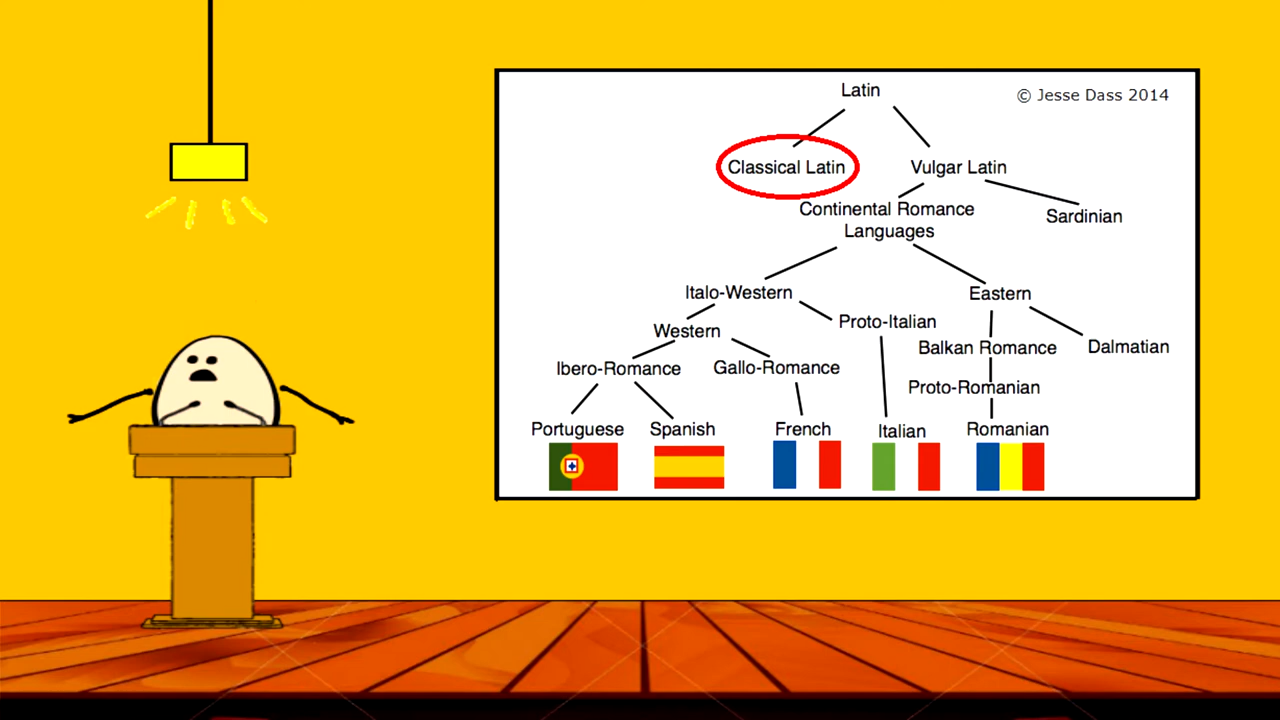 Latin
© Jesse Dass 2014
Classical Latin
Vulgar Latin
Continental Romance
Languages
Sardinian
Italo-Western
Eastern
Proto-Italian
Western
Balkan Romance
Dalmatian
Ibero-Romance
Gallo-Romance
Proto-Romanian
Portuguese
Spanish
French
Italian
Romanian